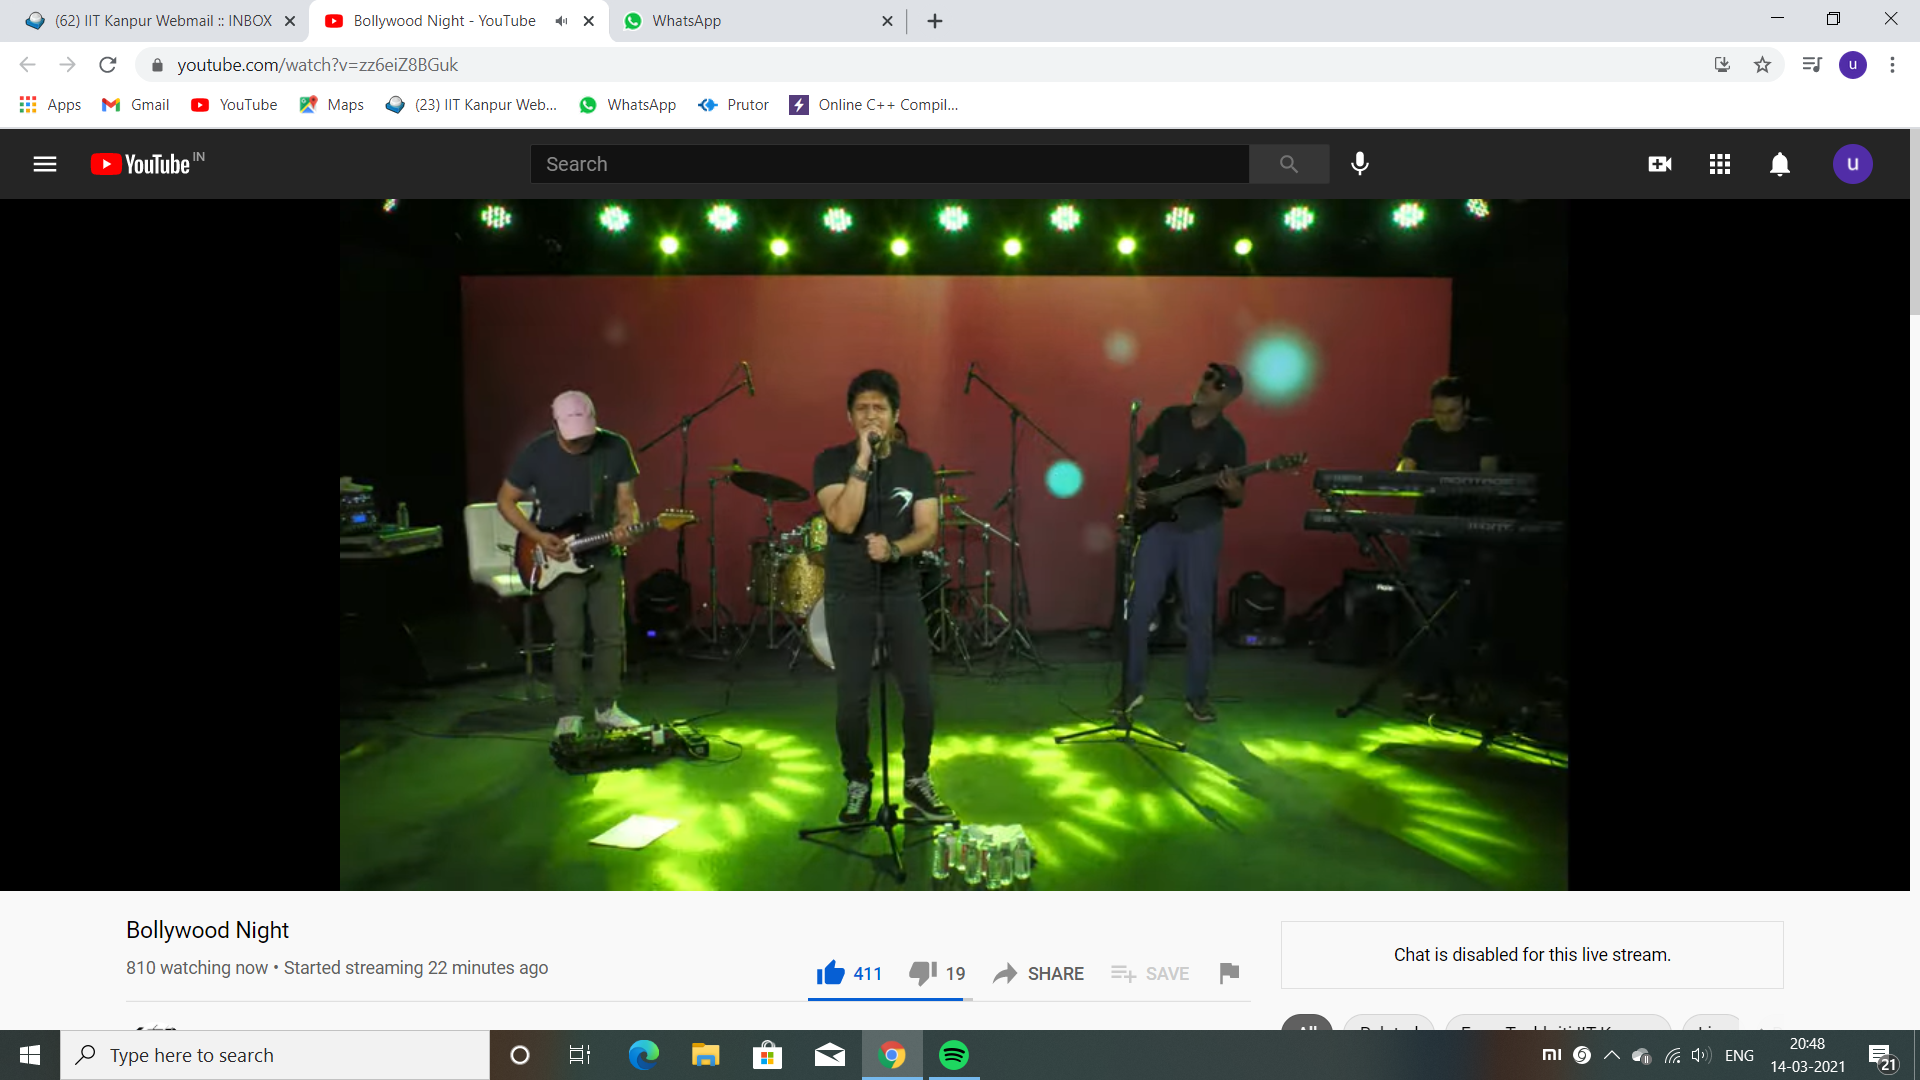 (62) IIT Kanpur Webmail :: INBOX
Bollywood Night - YouTube
WhatsApp
youtube.com/watch?v=zz6eiZ8BGuk
u
Apps
Gmail
YouTube
Maps
(23) IIT Kanpur Web...
WhatsApp
Prutor
Online C++ Compil...
YouTube IN
Search
u
Bollywood Night
810 watching now • Started streaming 22 minutes ago
411
19
SHARE
SAVE
Chat is disabled for this live stream.
All
Related
Type here to search
mi
ENG
20:48
14-03-2021
21